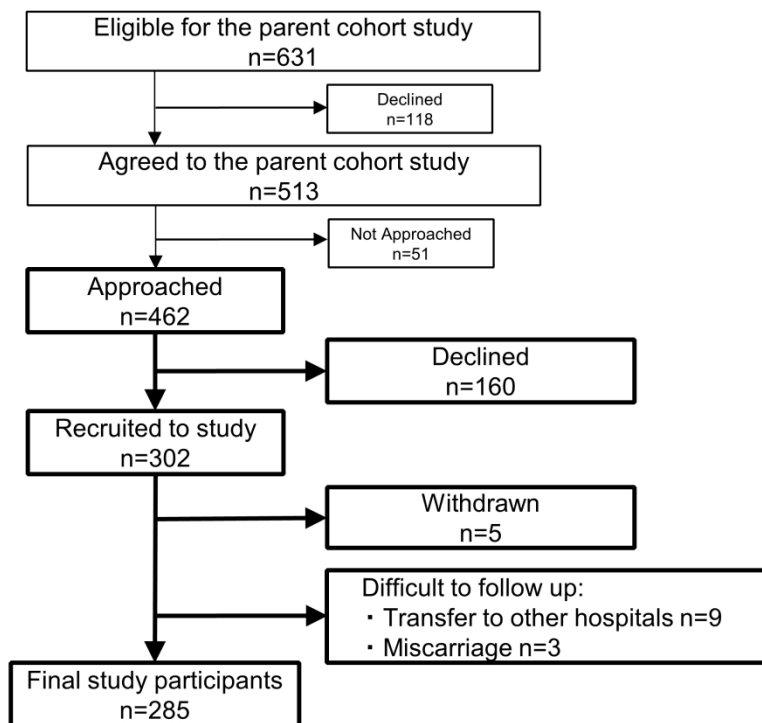 Eligible for the parent cohort study
n=631
Declined
n=118
Agreed to the parent cohort study
n=513
Not Approached
n=51
Approached
n=462
Declined
n=160
Recruited to study
n=302
Withdrawn
n=5
Difficult to follow up:
・Transfer to other hospitals n=9
・Miscarriage n=3
Final study participants
n=285